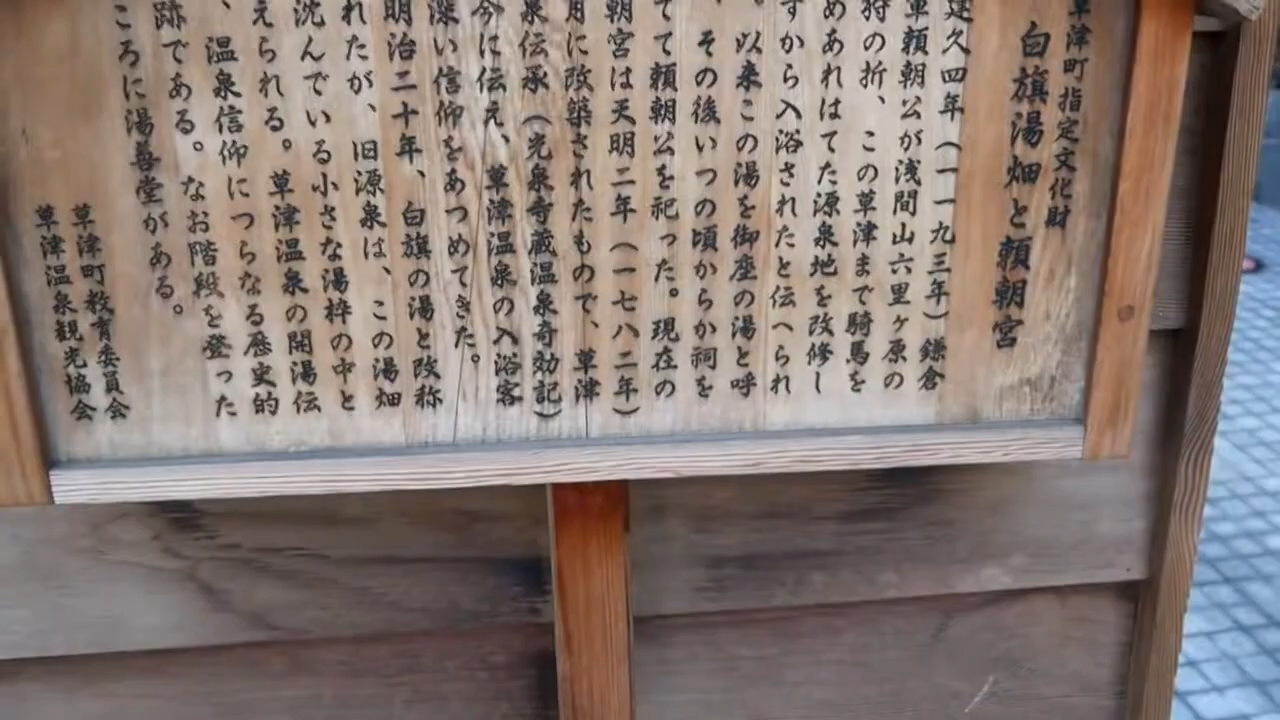 草津町指定文化財
白旗湯畑と頼朝宮
建久四年（一一九三年）鎌倉
軍頼朝公が浅間山六里ヶ原の
狩の折、この草津まで騎馬を
めあれはてた源泉地を改修し
ずから入浴されたと伝へられ
。以来この湯を御座の湯と呼
、その後いつの頃からか祠を
てて頼朝公を祀った。現在の
朝宮は天明二年（一七八二年）
月に改築されたもので、草津
泉伝承（光泉寺蔵温泉奇効記）
今に伝え、草津温泉の入浴客
深い信仰をあつめてきた。
明治二十年、白旗の湯と改称
れたが、旧源泉は、この湯畑
沈んでいる小さな湯枠の中と
えられる。草津温泉の開湯伝
、温泉信仰につらなる歴史的
跡である。なお階段を登った
ころに湯善堂がある。
草津町教育委員会
草津温泉観光協会